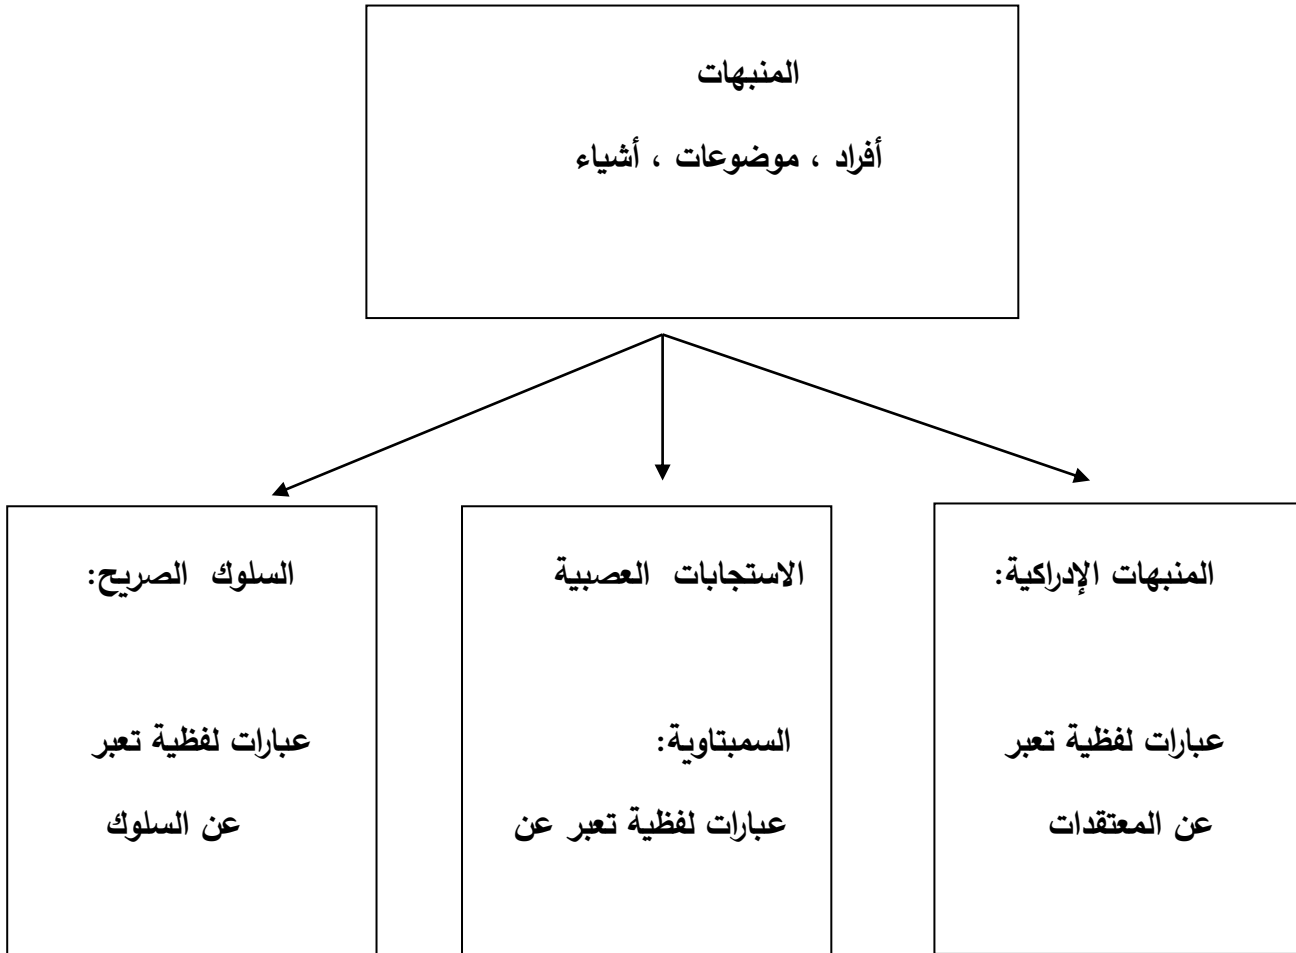 المنبهات
أفراد ، موضوعات ، أشياء
المنبهات الإدراكية:
عبارات لفظية تعبر
عن المعتقدات
الاستجابات العصبية
السمبتاوية:
عبارات لفظية تعبر عن
السلوك الصريح:
عبارات لفظية تعبر
عن السلوك